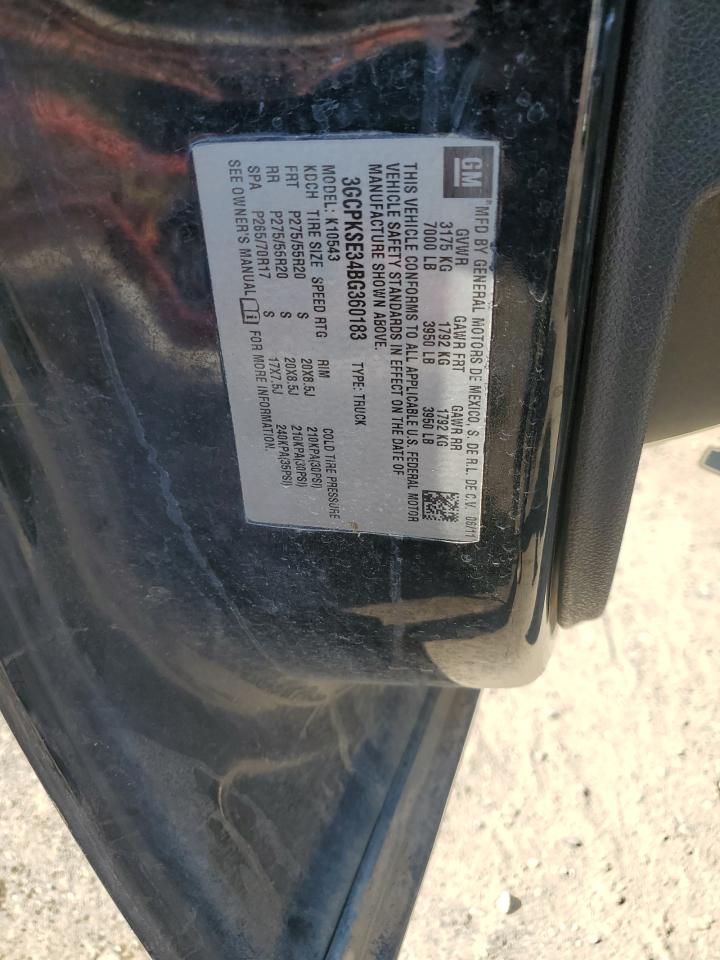 GM ®MFD BY GENERAL MOTORS DE MEXICO, S. DE R.L. DE C.V. 06/11
GVWR GAWR FRT GAWR RR
3175 KG 1792 KG 1792 KG
7000 LB 3950 LB 3950 LB
THIS VEHICLE CONFORMS TO ALL APPLICABLE U.S. FEDERAL MOTOR
VEHICLE SAFETY STANDARDS IN EFFECT ON THE DATE OF
MANUFACTURE SHOWN ABOVE.
3GCPKSE34BG360183 TYPE: TRUCK
MODEL: K10543
KDCH TIRE SIZE SPEED RTG RIM COLD TIRE PRESSURE
FRT P275/55R20 S 20X8.5J 210KPA(30PSI)
RR P275/55R20 S 20X8.5J 210KPA(30PSI)
SPA P265/70R17 S 17X7.5J 240KPA(35PSI)
SEE OWNER'S MANUAL FOR MORE INFORMATION.